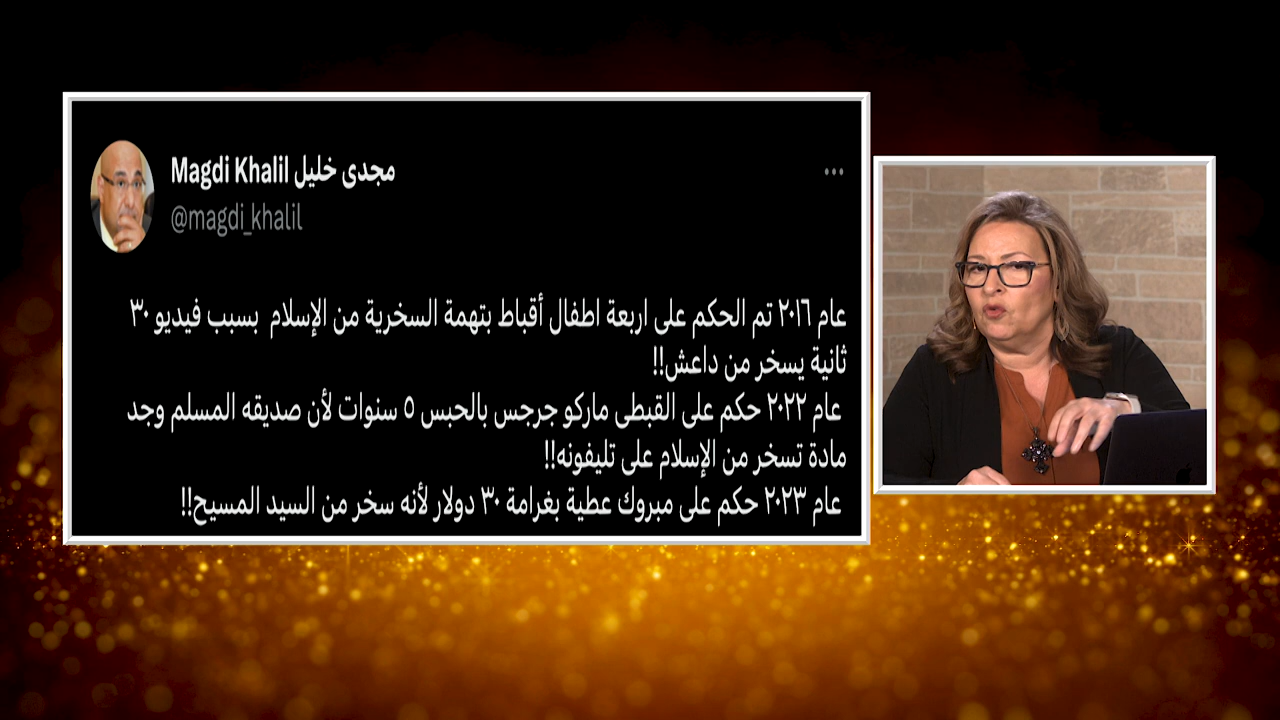 مجدى خليل Magdi Khalil
@magdi_khalil
عام ٢٠١٦ تم الحكم على اربعة اطفال أقباط بتهمة السخرية من الإسلام بسبب فيديو ٣٠
ثانية يسخر من داعش!!
عام ٢٠٢٢ حكم على القبطى ماركو جرجس بالحبس ٥ سنوات لأن صديقه المسلم وجد
مادة تسخر من الإسلام على تليفونه!!
عام ٢٠٢٣ حكم على مبروك عطية بغرامة ٣٠ دولار لأنه سخر من السيد المسيح!!